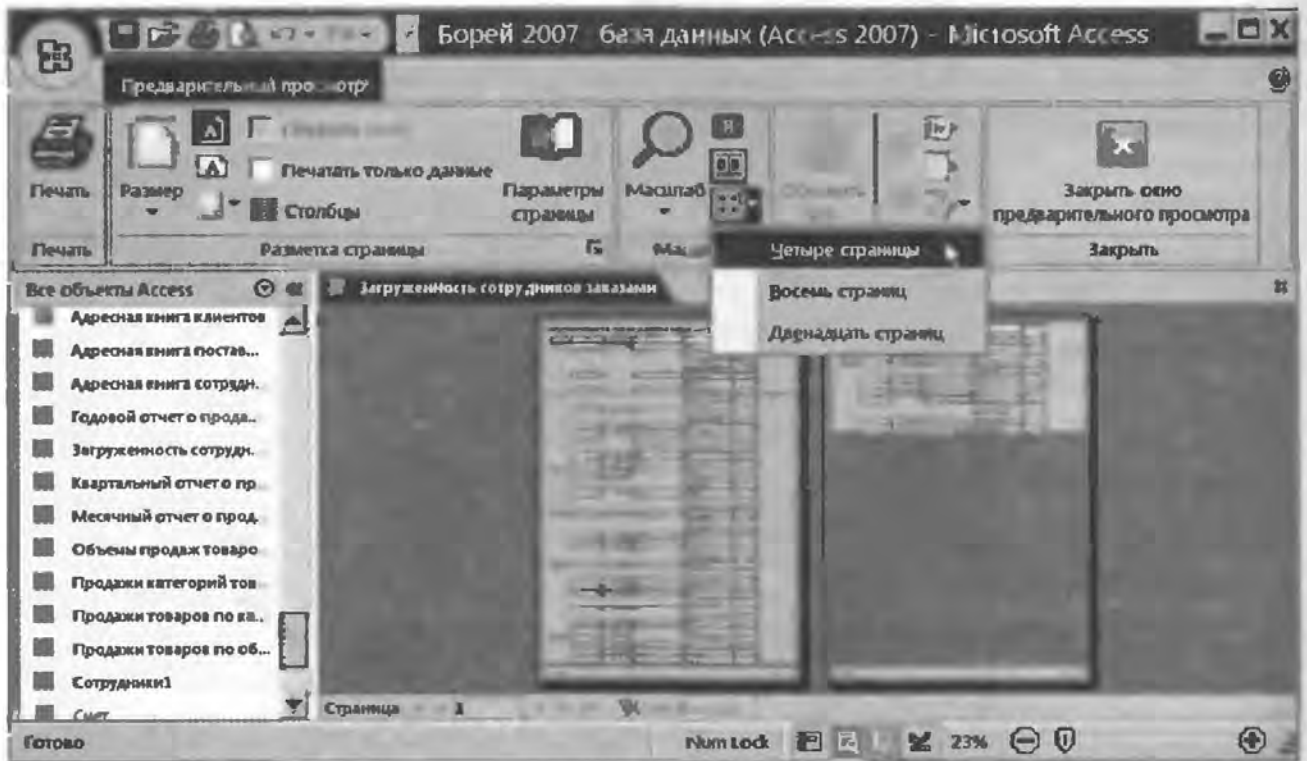 Борей 2007 база данных (Access 2007) - Microsoft Access
Предварительный просмотр
Печать
Размер
Печатать только данные
Столбцы
Параметры страницы
Масштаб
Закрыть окно предварительного просмотра
Печать
Разметка страницы
Закрыть
Четыре страницы
Восемь страниц
Двенадцать страниц
Все объекты Access
Загруженность сотрудников заказами
Адресная книга клиентов
Адресная книга постав...
Адресная книга сотрудн.
Годовой отчет о прода..
Загруженность сотрудн.
Квартальный отчет о пр
Месячный отчет о прод
Объемы продаж товаро
Продажи категорий тов
Продажи товаров по ка..
Продажи товаров по об...
Сотрудники1
Счет
Страница 1
Готово
Num Lock
23%